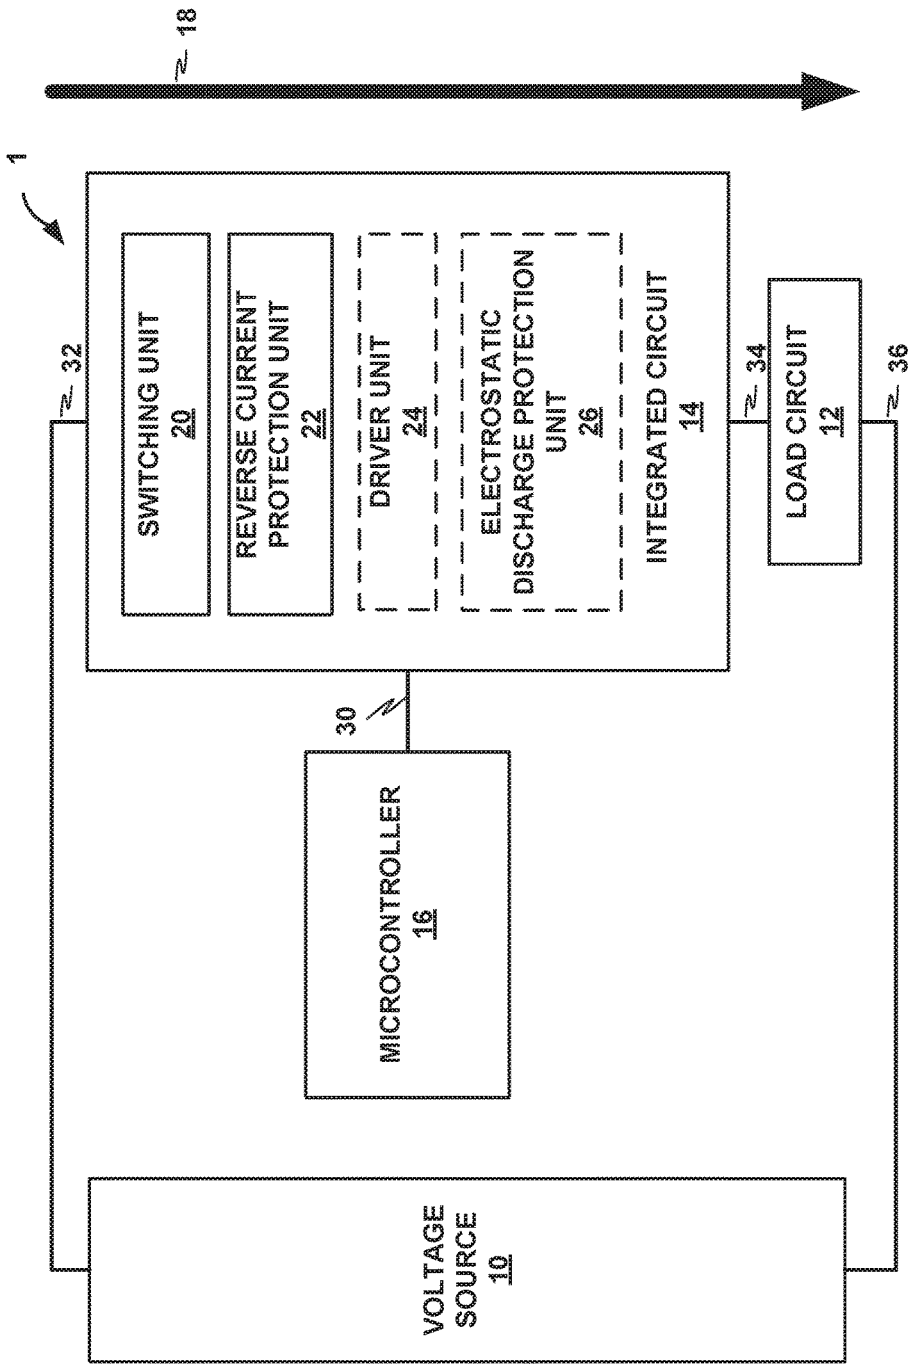 1
18
32
SWITCHING UNIT
20
REVERSE CURRENT
PROTECTION UNIT
22
DRIVER UNIT
24
ELECTROSTATIC
DISCHARGE PROTECTION
UNIT
26
INTEGRATED CIRCUIT
14
34
LOAD CIRCUIT
12
36
30
MICROCONTROLLER
16
VOLTAGE
SOURCE
10